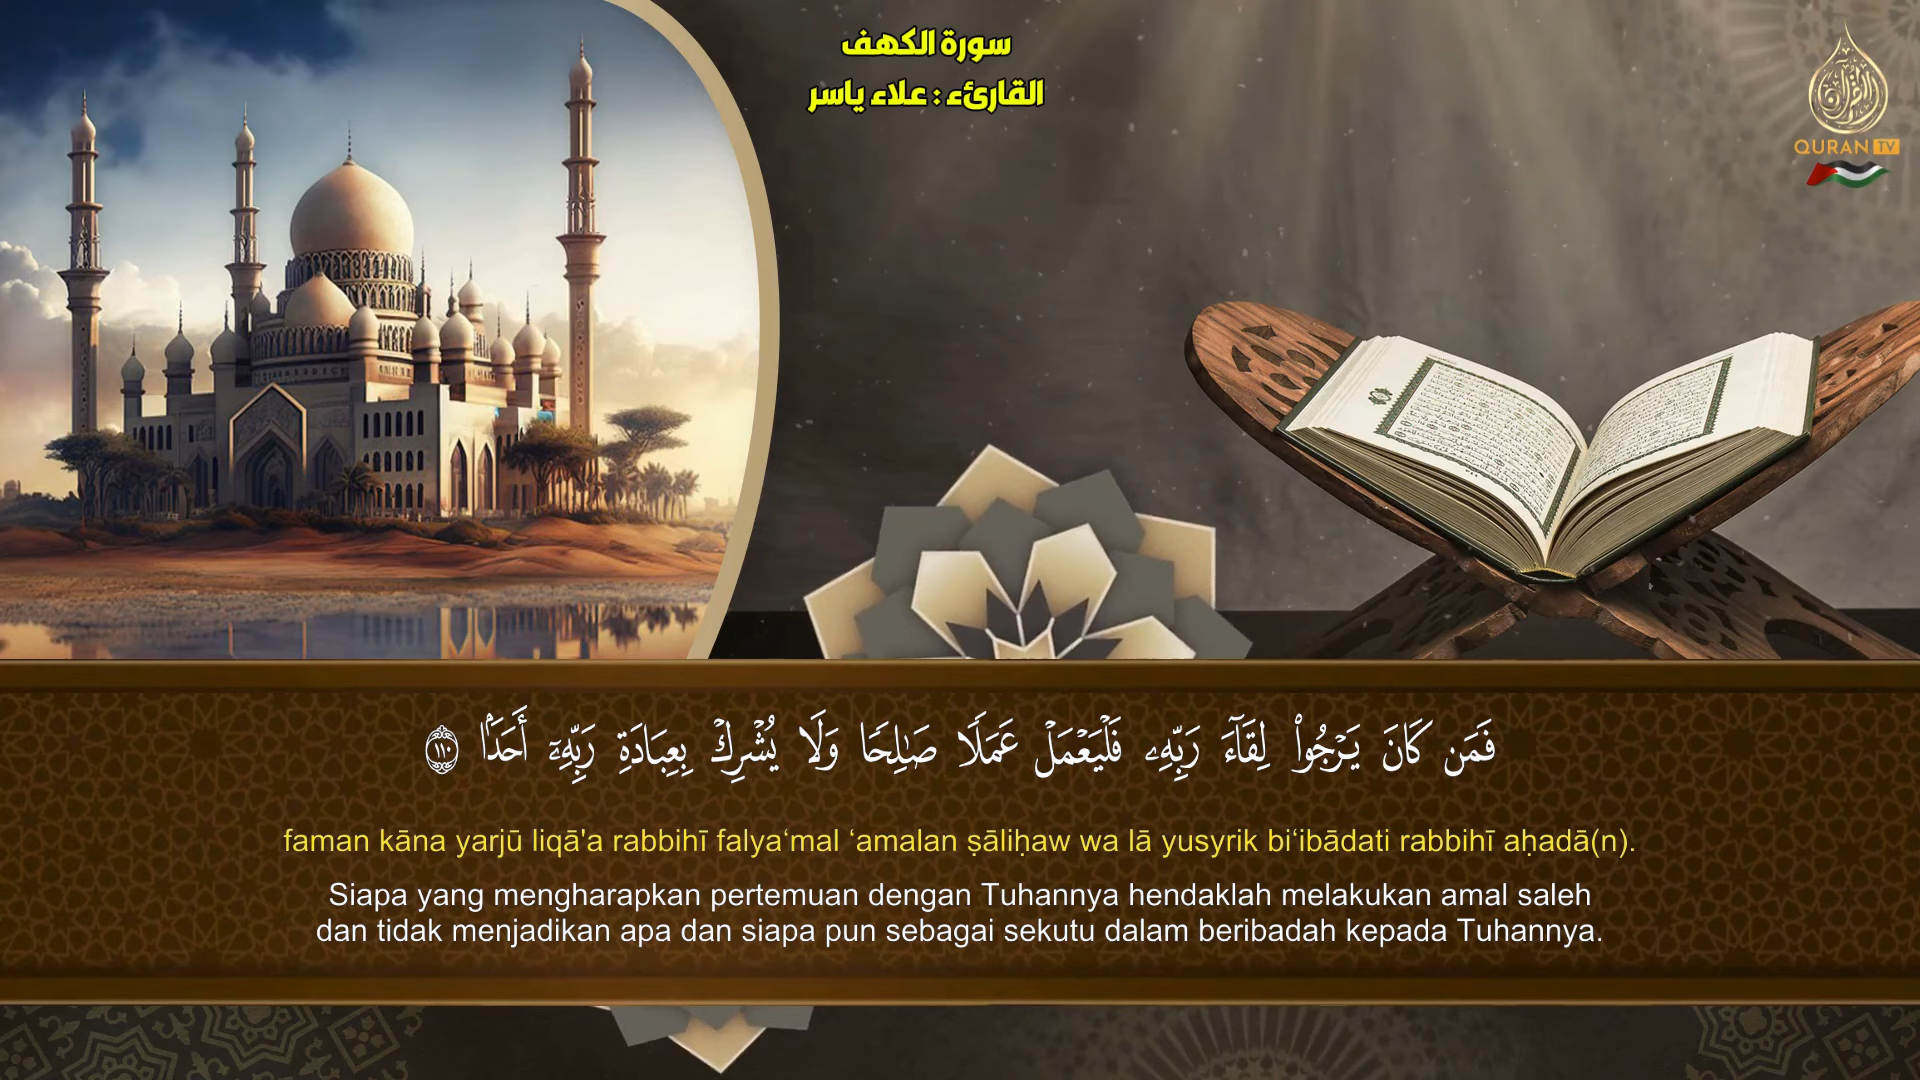 سورة الكهف
القارئء : علاء ياسر
القرآن
QURAN TV
فَمَن كَانَ يَرْجُوا۟ لِقَآءَ رَبِّهِۦ فَلْيَعْمَلْ عَمَلًا صَـٰلِحًا وَلَا يُشْرِكْ بِعِبَادَةِ رَبِّهِۦٓ أَحَدًۢا ١١٠
faman kāna yarjū liqā'a rabbihī falya‘mal ‘amalan ṣāliḥaw wa lā yusyrik bi‘ibādati rabbihī aḥadā(n).
Siapa yang mengharapkan pertemuan dengan Tuhannya hendaklah melakukan amal saleh
dan tidak menjadikan apa dan siapa pun sebagai sekutu dalam beribadah kepada Tuhannya.